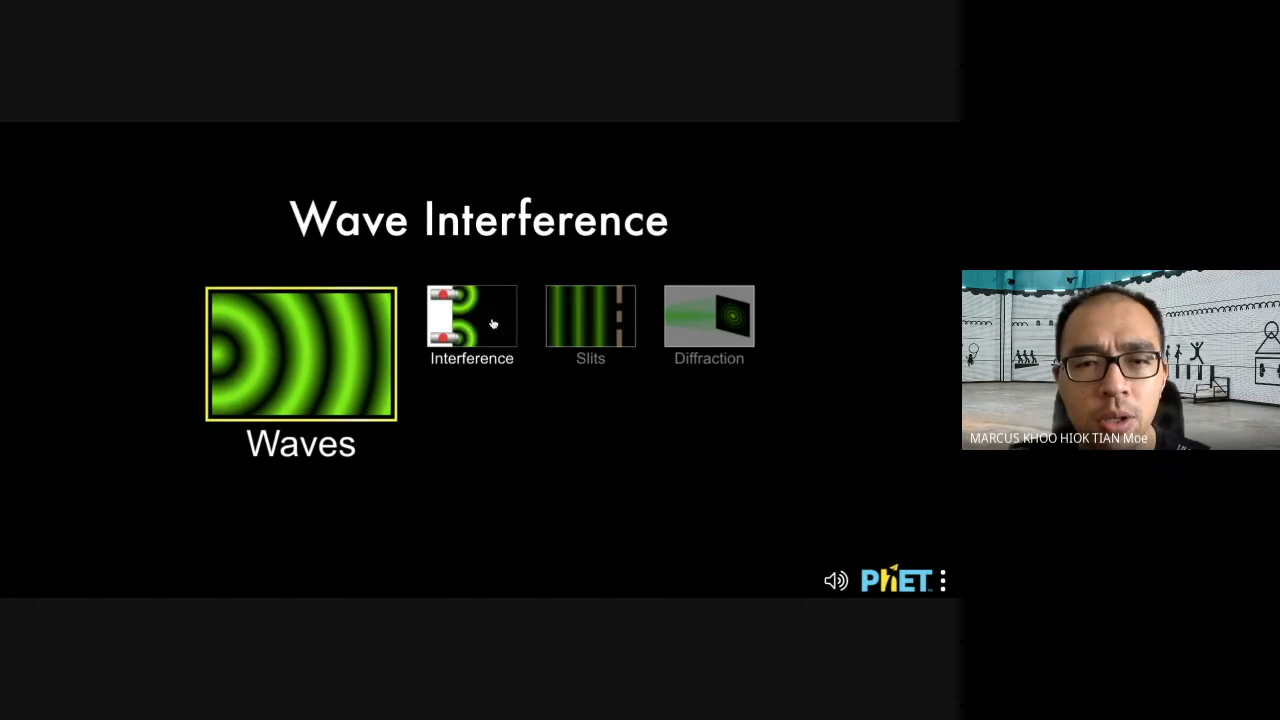 Wave Interference
Waves
Interference
Slits
Diffraction
PhET
MARCUS KHOO HIOK TIAN Moe